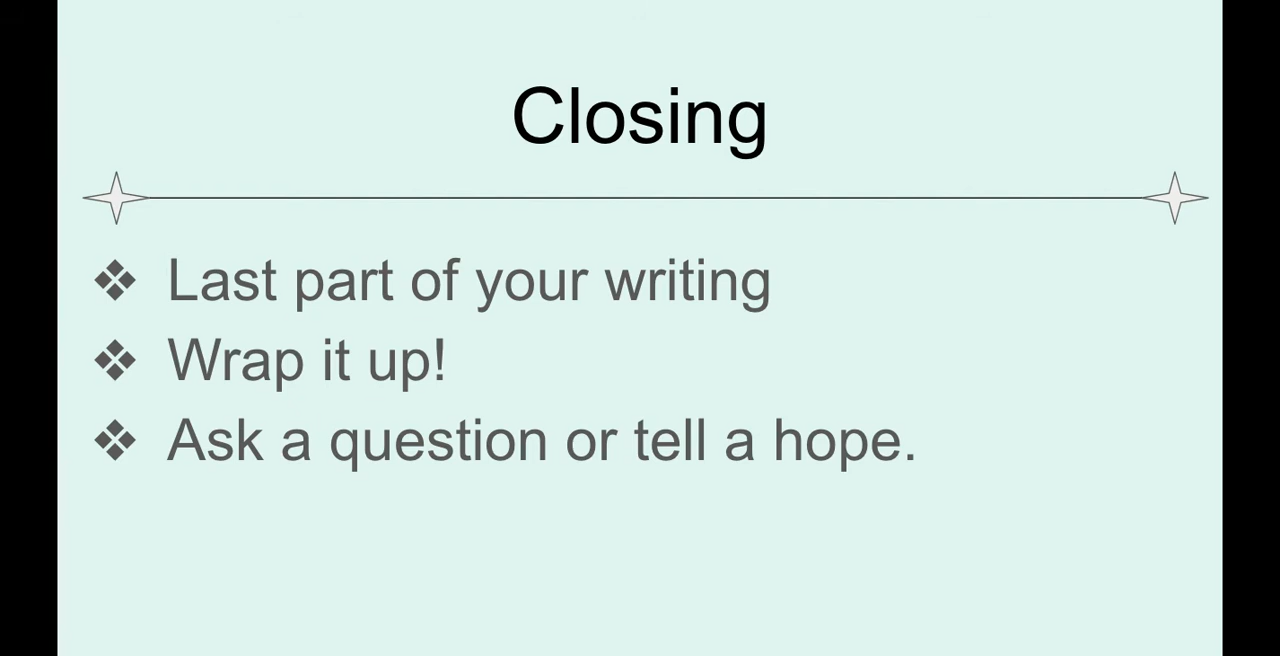 Closing
❖ Last part of your writing
❖ Wrap it up!
❖ Ask a question or tell a hope.